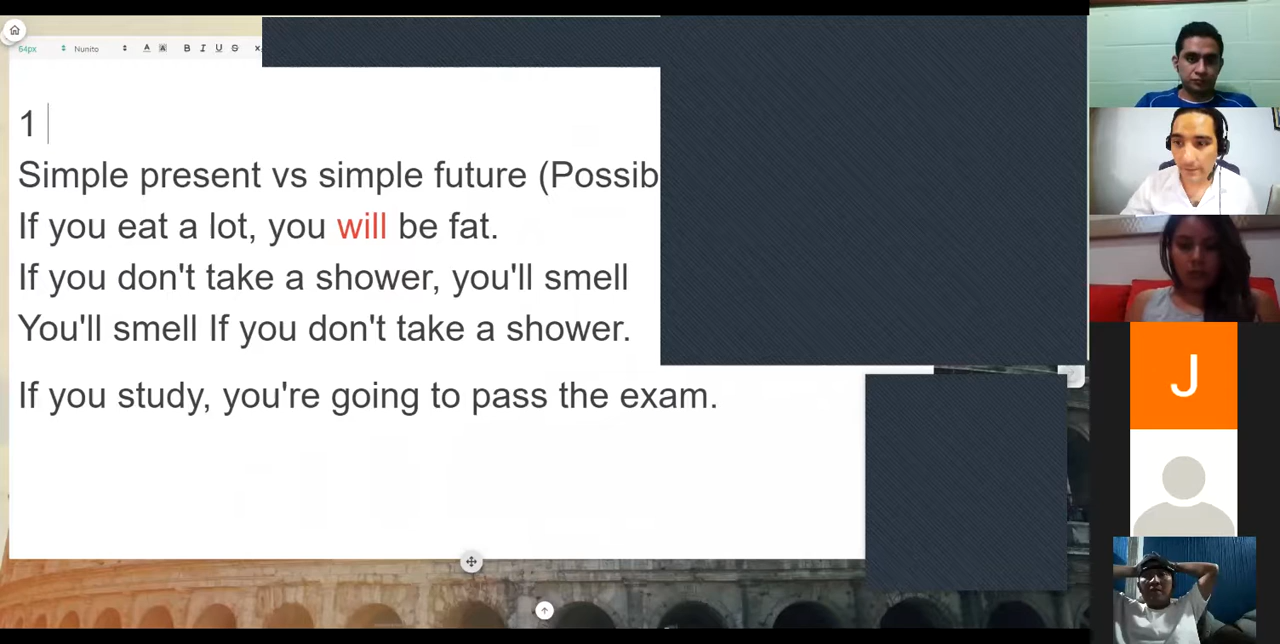 64px Nunito A A B I U S
1
Simple present vs simple future (Possib
If you eat a lot, you will be fat.
If you don't take a shower, you'll smell
You'll smell If you don't take a shower.
If you study, you're going to pass the exam.
J